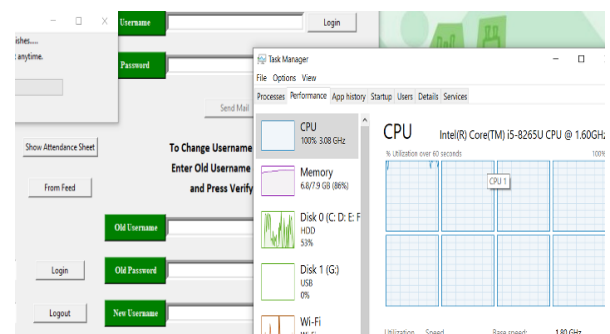 ishes.....
t anytime.
Username
Login
Password
Send Mail
Show Attendance Sheet
To Change Username
Enter Old Username
and Press Verify
From Feed
Old Username
Login
Old Password
Logout
New Username
Task Manager
File Options View
Processes Performance App history Startup Users Details Services
CPU
100% 3.08 GHz
Memory
6.8/7.9 GB (86%)
Disk 0 (C: D: E: F
HDD
53%
Disk 1 (G:)
USB
0%
Wi-Fi
CPU
Intel(R) Core(TM) i5-8265U CPU @ 1.60GHz
% Utilization over 60 seconds
100%
CPU 1
Utilization Speed Base speed: 1.80 GHz